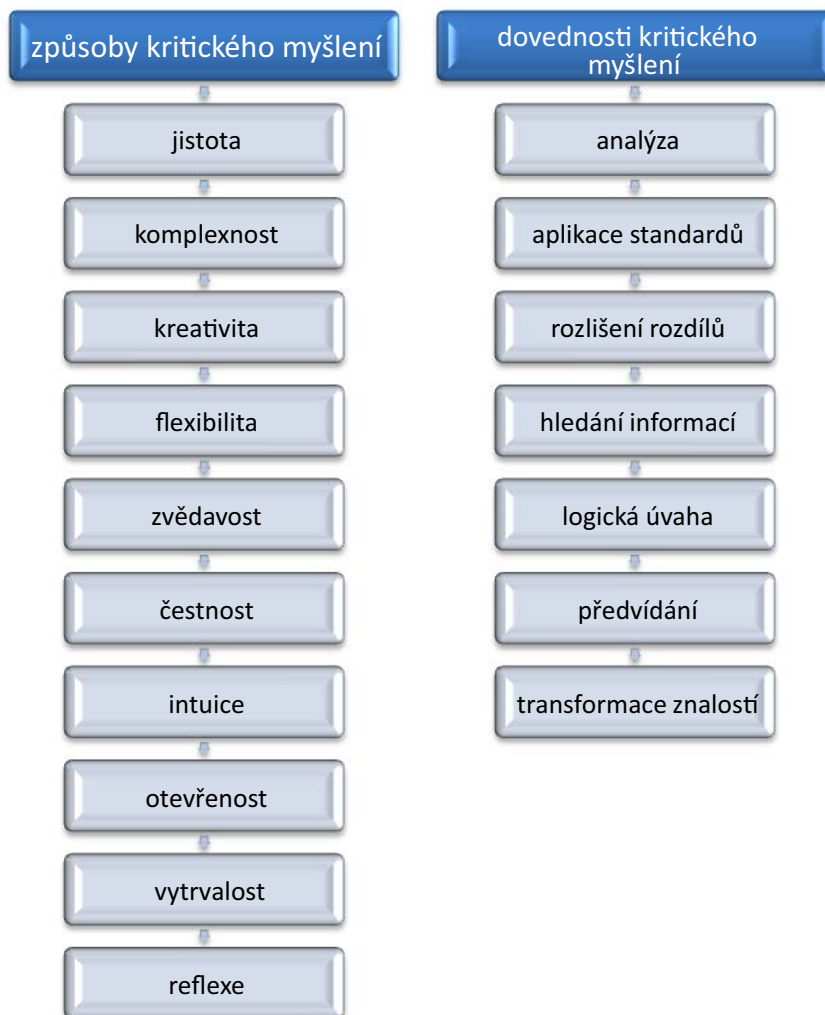 způsoby kritického myšlení
jistota
komplexnost
kreativita
flexibilita
zvědavost
čestnost
intuice
otevřenost
vytrvalost
reflexe
dovednosti kritického
myšlení
analýza
aplikace standardů
rozlišení rozdílů
hledání informací
logická úvaha
předvídání
transformace znalostí